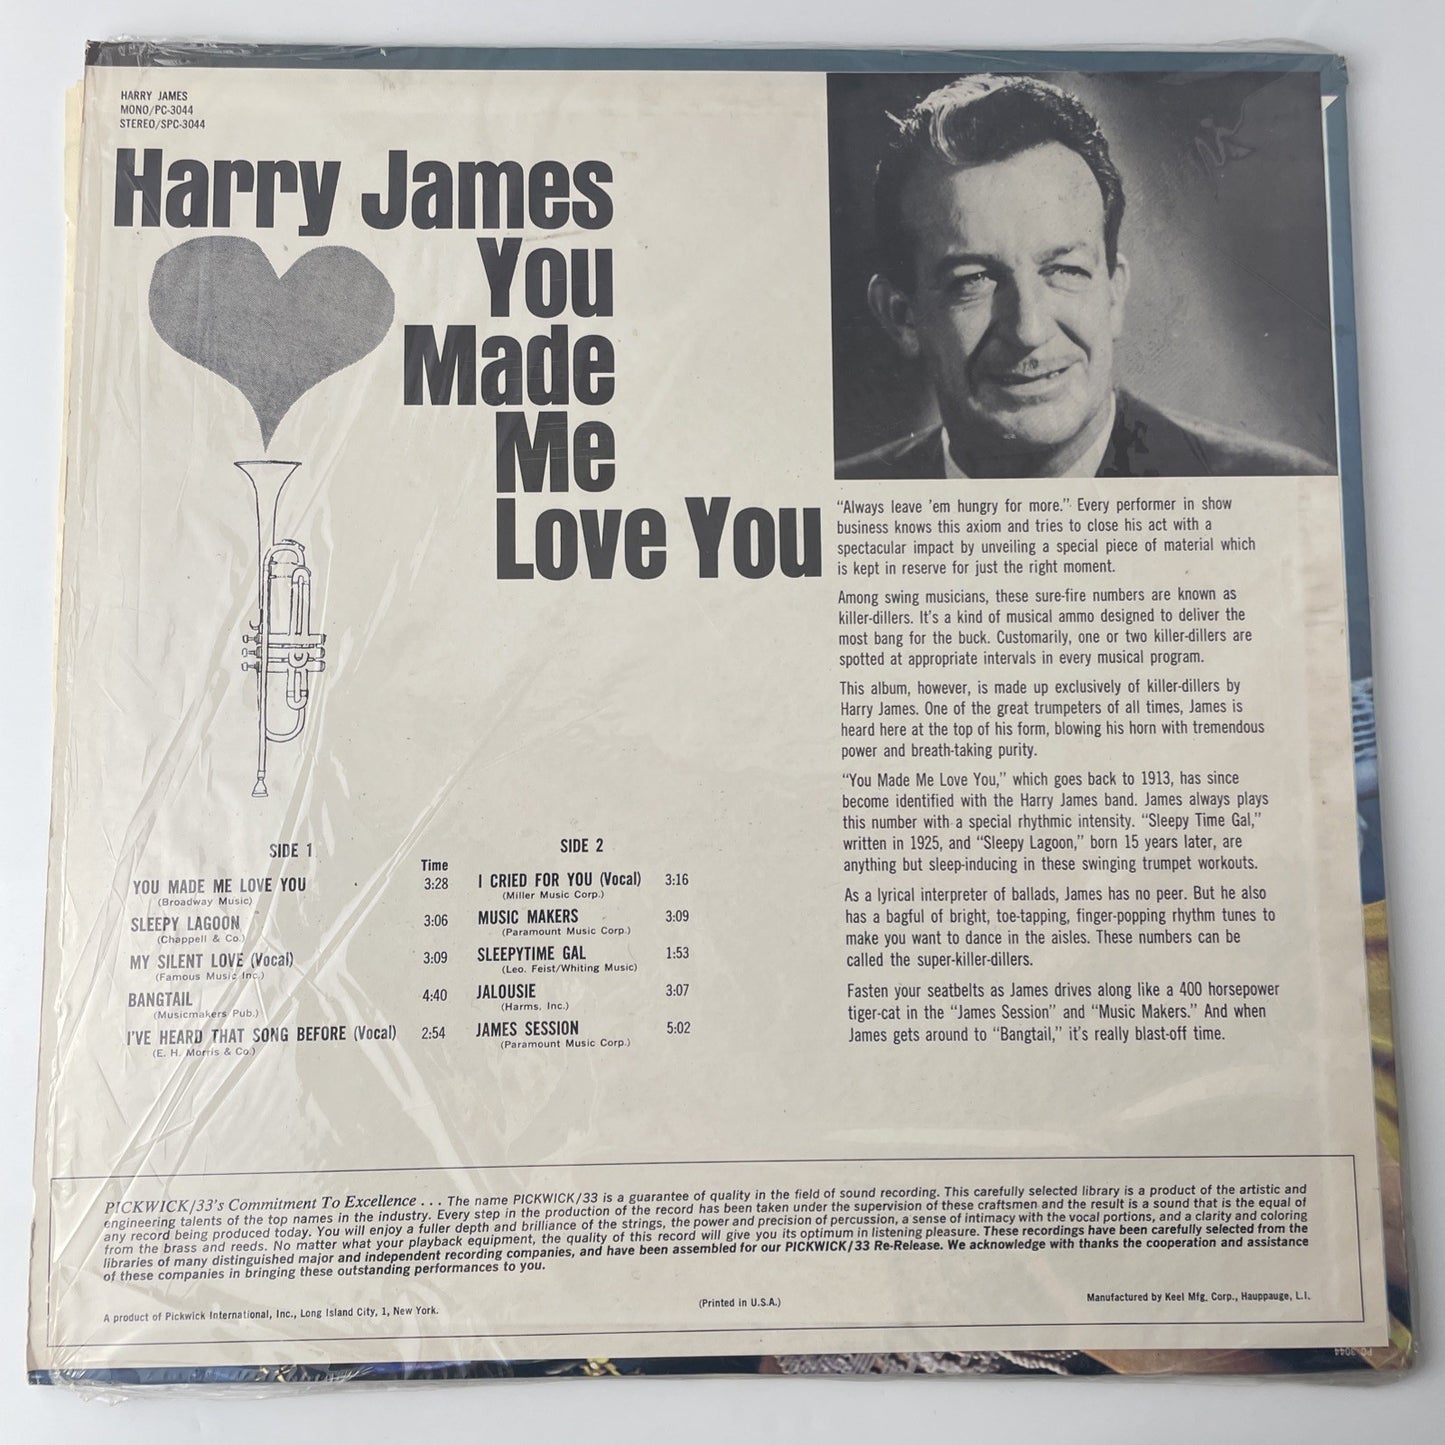 HARRY JAMES
MONO/PC-3044
STEREO/SPC-3044
Harry James
You
Made
Me
Love You
"Always leave 'em hungry for more." Every performer in show
business knows this axiom and tries to close his act with a
spectacular impact by unveiling a special piece of material which
is kept in reserve for just the right moment.
Among swing musicians, these sure-fire numbers are known as
killer-dillers. It's a kind of musical ammo designed to deliver the
most bang for the buck. Customarily, one or two killer-dillers are
spotted at appropriate intervals in every musical program.
This album, however, is made up exclusively of killer-dillers by
Harry James. One of the great trumpeters of all times, James is
heard here at the top of his form, blowing his horn with tremendous
power and breath-taking purity.
"You Made Me Love You," which goes back to 1913, has since
become identified with the Harry James band. James always plays
this number with a special rhythmic intensity. "Sleepy Time Gal,"
written in 1925, and "Sleepy Lagoon," born 15 years later, are
anything but sleep-inducing in these swinging trumpet workouts.
As a lyrical interpreter of ballads, James has no peer. But he also
has a bagful of bright, toe-tapping, finger-popping rhythm tunes to
make you want to dance in the aisles. These numbers can be
called the super-killer-dillers.
Fasten your seatbelts as James drives along like a 400 horsepower
tiger-cat in the "James Session" and "Music Makers." And when
James gets around to "Bangtail," it's really blast-off time.
SIDE 1
Time
YOU MADE ME LOVE YOU 3:28
(Broadway Music)
SLEEPY LAGOON 3:06
(Chappell & Co.)
MY SILENT LOVE (Vocal) 3:09
(Famous Music Inc.)
BANGTAIL 4:40
(Musicmakers Pub.)
I'VE HEARD THAT SONG BEFORE (Vocal) 2:54
(E. H. Morris & Co.)
SIDE 2
I CRIED FOR YOU (Vocal) 3:16
(Miller Music Corp.)
MUSIC MAKERS 3:09
(Paramount Music Corp.)
SLEEPYTIME GAL 1:53
(Leo. Feist/Whiting Music)
JALOUSIE 3:07
(Harms, Inc.)
JAMES SESSION 5:02
(Paramount Music Corp.)
PICKWICK/33's Commitment To Excellence . . . The name PICKWICK/33 is a guarantee of quality in the field of sound recording. This carefully selected library is a product of the artistic and
engineering talents of the top names in the industry. Every step in the production of the record has been taken under the supervision of these craftsmen and the result is a sound that is the equal of
any record being produced today. You will enjoy a fuller depth and brilliance of the strings, the power and precision of percussion, a sense of intimacy with the vocal portions, and a clarity and coloring
from the brass and reeds. No matter what your playback equipment, the quality of this record will give you its optimum in listening pleasure. These recordings have been carefully selected from the
libraries of many distinguished major and independent recording companies, and have been assembled for our PICKWICK/33 Re-Release. We acknowledge with thanks the cooperation and assistance
of these companies in bringing these outstanding performances to you.
A product of Pickwick International, Inc., Long Island City, 1, New York.
(Printed in U.S.A.)
Manufactured by Keel Mfg. Corp., Hauppauge, L.I.
PC 3044